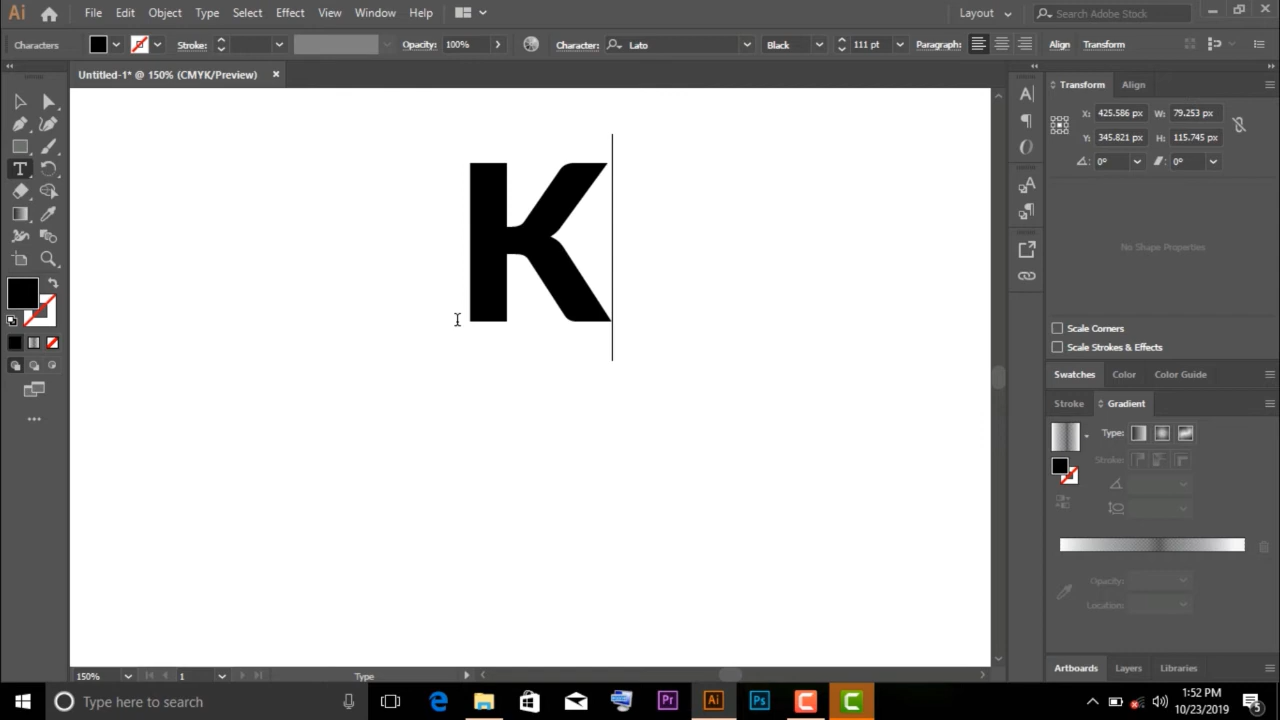 Ai File Edit Object Type Select Effect View Window Help Layout Search Adobe Stock
Characters Stroke: Opacity: 100% Character: Lato Black 111 pt Paragraph: Align Transform
Untitled-1* @ 150% (CMYK/Preview)
Transform Align
X: 425.586 px W: 79.253 px
Y: 345.821 px H: 115.745 px
0° 0°
K
No Shape Properties
Scale Corners
Scale Strokes & Effects
Swatches Color Color Guide
Stroke Gradient
Type:
Stroke:
Opacity:
Location:
150% 1 Type
Artboards Layers Libraries
Type here to search
Pr Ai Ps
1:52 PM
10/23/2019
5